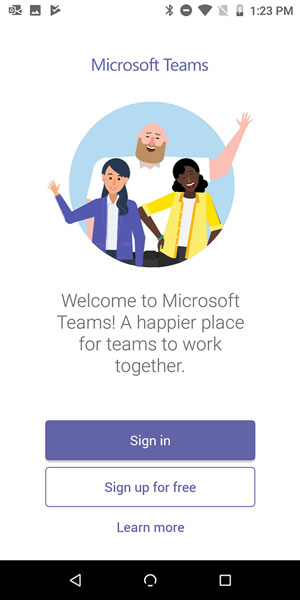 1:23 PM
Microsoft Teams
Welcome to Microsoft
Teams! A happier place
for teams to work
together.
Sign in
Sign up for free
Learn more